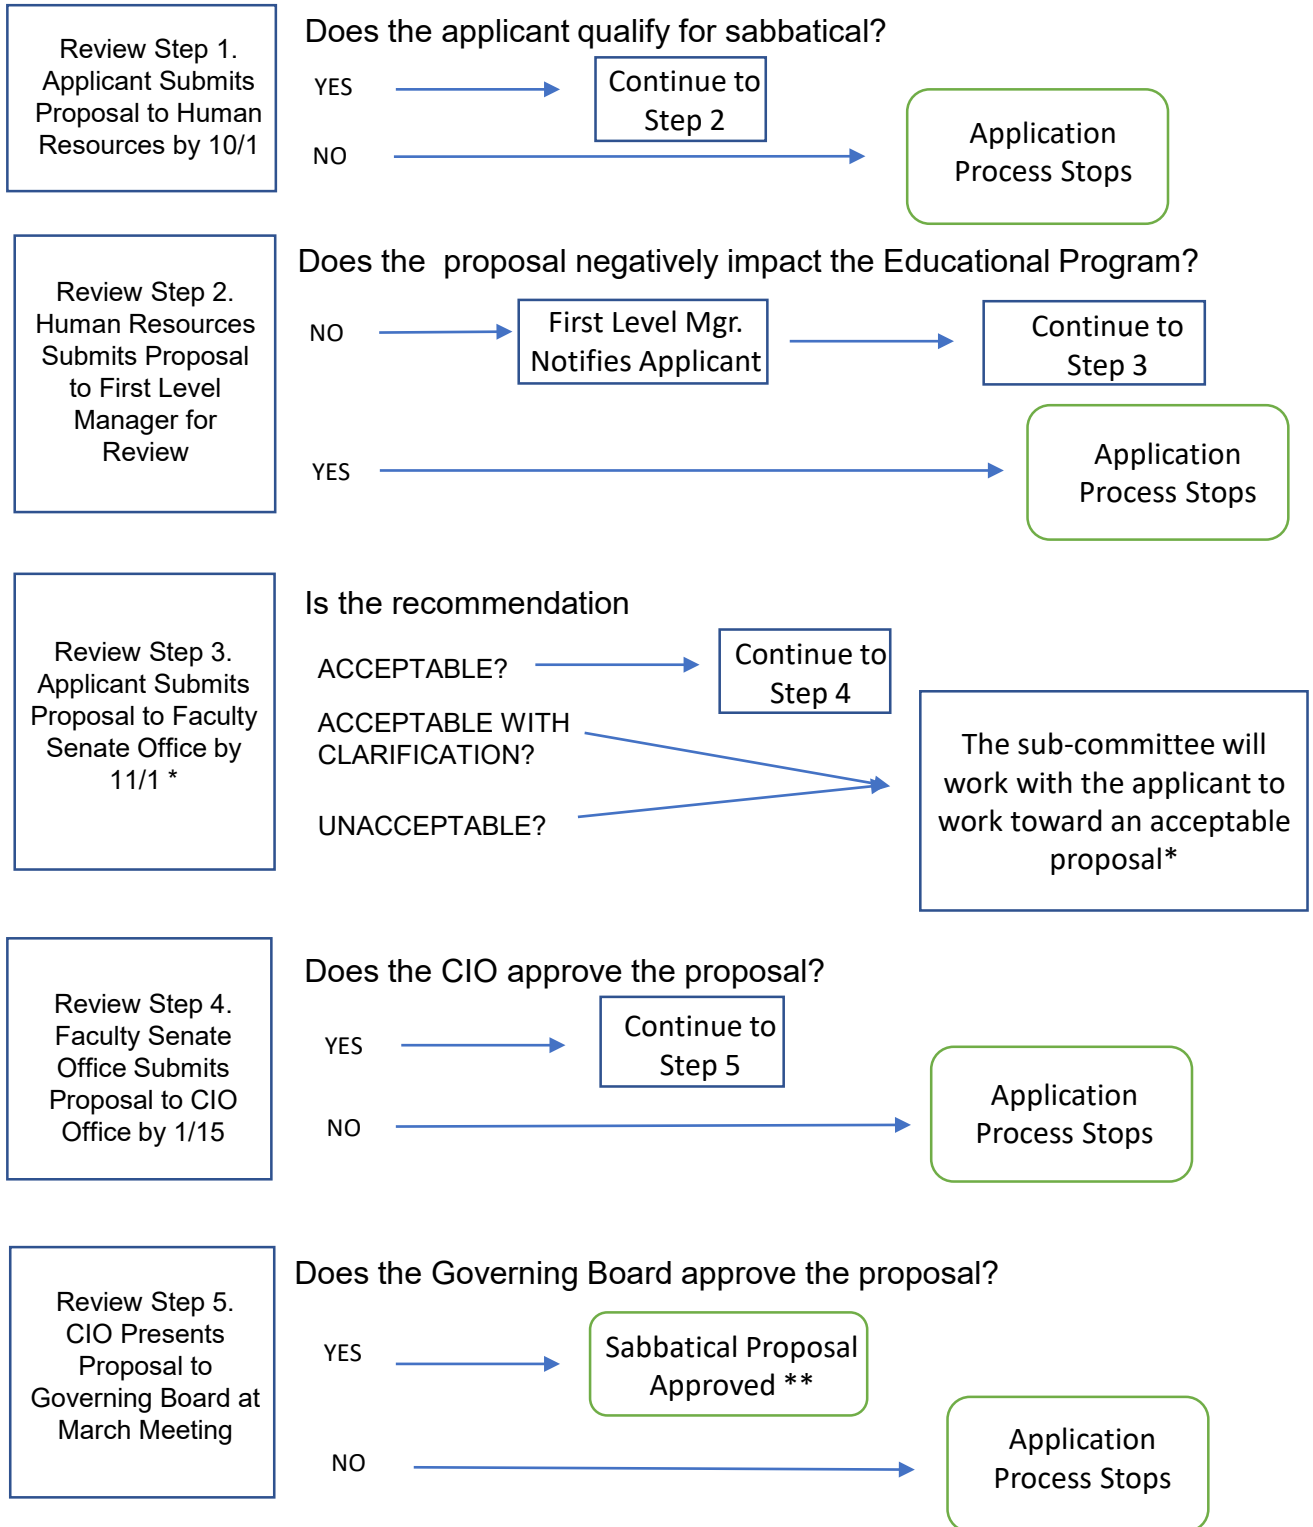 Review Step 1.
Applicant Submits
Proposal to Human
Resources by 10/1
Does the applicant qualify for sabbatical?
YES
Continue to
Step 2
NO
Application
Process Stops
Review Step 2.
Human Resources
Submits Proposal
to First Level
Manager for
Review
Does the  proposal negatively impact the Educational Program?
NO
First Level Mgr.
Notifies Applicant
Continue to
Step 3
YES
Application
Process Stops
Review Step 3.
Applicant Submits
Proposal to Faculty
Senate Office by
11/1 *
Is the recommendation
ACCEPTABLE?
Continue to
Step 4
ACCEPTABLE WITH
CLARIFICATION?
UNACCEPTABLE?
The sub-committee will
work with the applicant to
work toward an acceptable
proposal*
Review Step 4.
Faculty Senate
Office Submits
Proposal to CIO
Office by 1/15
Does the CIO approve the proposal?
YES
Continue to
Step 5
NO
Application
Process Stops
Review Step 5.
CIO Presents
Proposal to
Governing Board at
March Meeting
Does the Governing Board approve the proposal?
YES
Sabbatical Proposal
Approved **
NO
Application
Process Stops